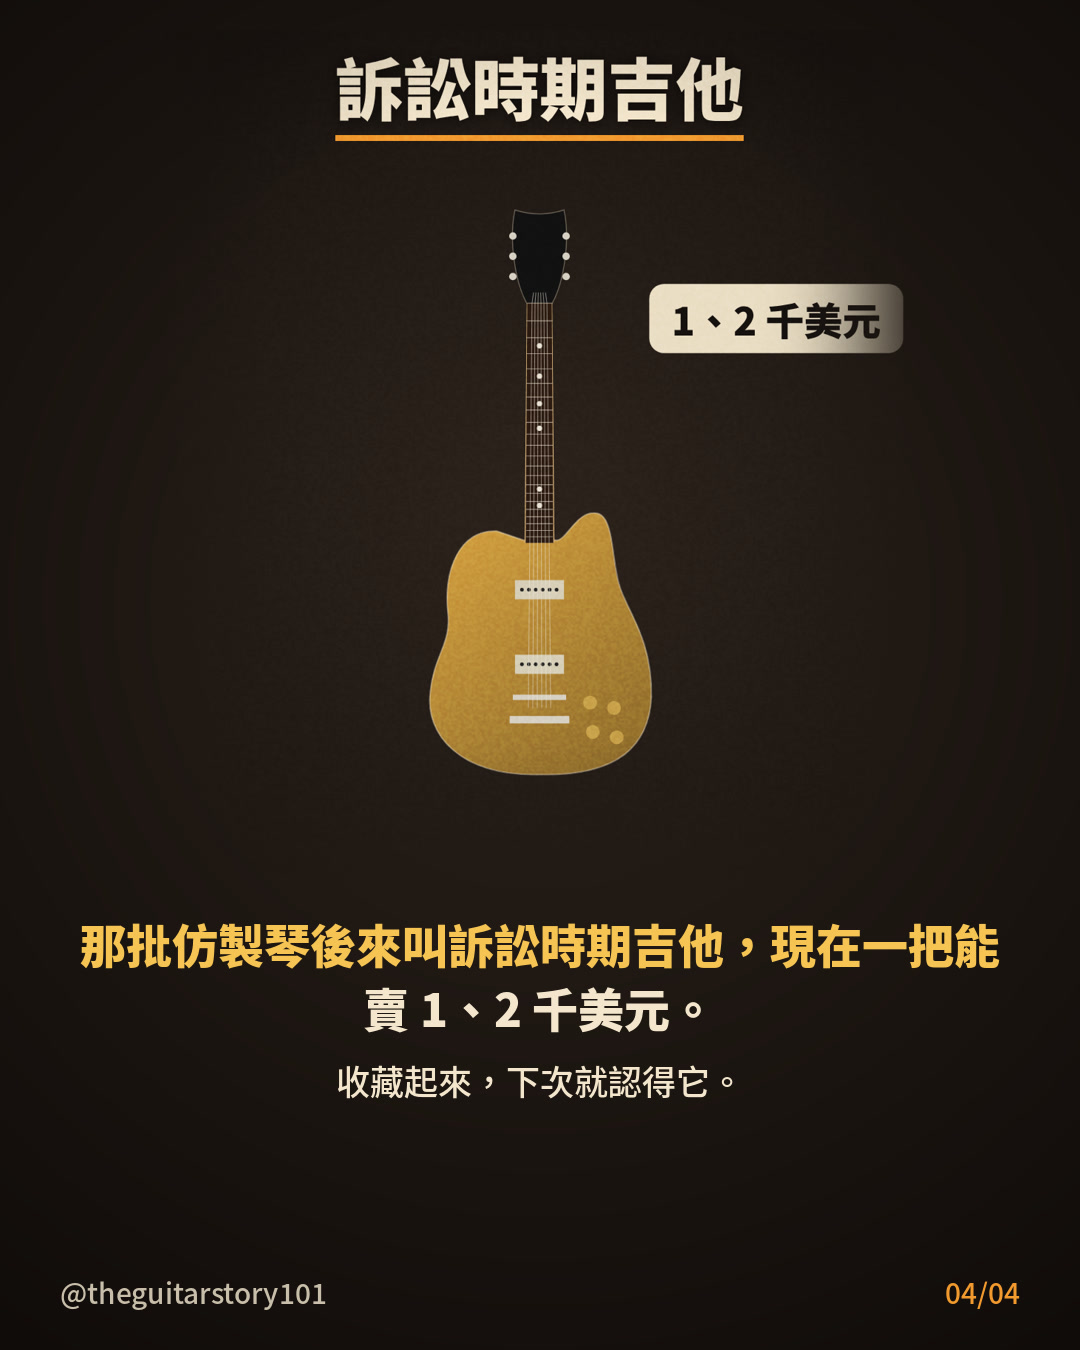 訴訟時期吉他
1、2 千美元
那批仿製琴後來叫訴訟時期吉他，現在一把能
賣 1、2 千美元。
收藏起來，下次就認得它。
@theguitarstory101
04/04